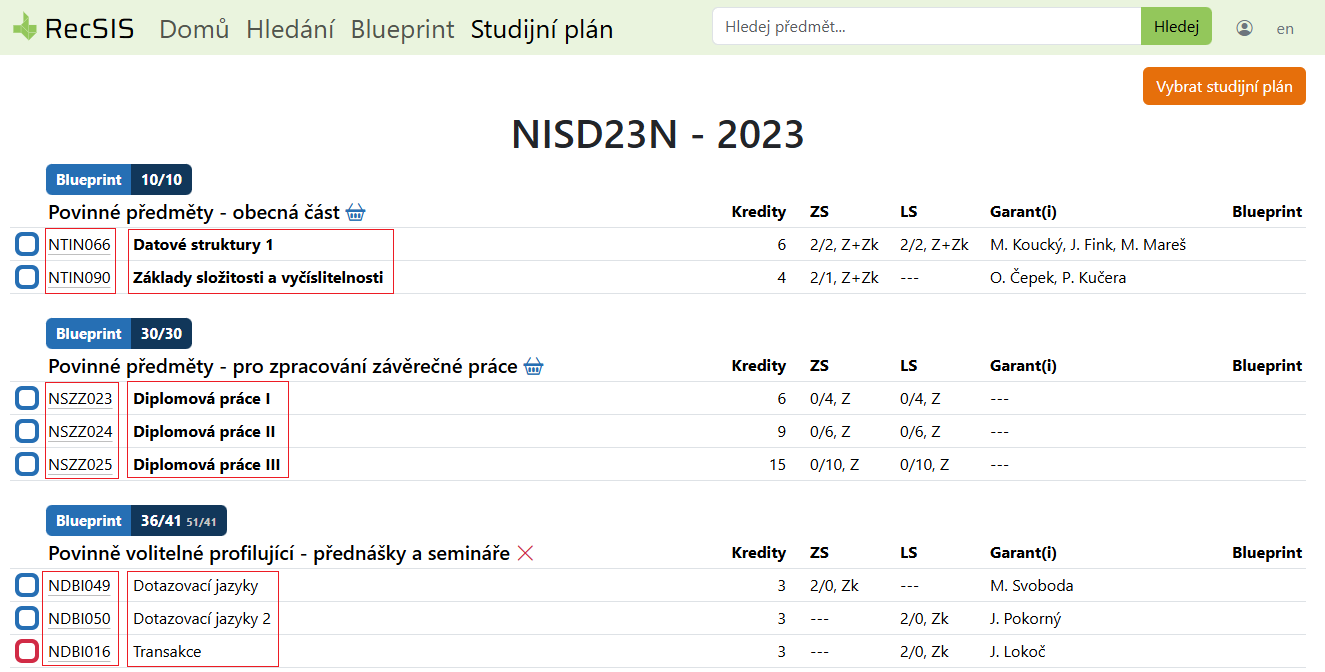 RecSIS Domů Hledání Blueprint Studijní plán Hledej předmět... Hledej en
Vybrat studijní plán
NISD23N - 2023
Blueprint 10/10
Povinné předměty - obecná část Kredity ZS LS Garant(i) Blueprint
NTIN066 Datové struktury 1 6 2/2, Z+Zk 2/2, Z+Zk M. Koucký, J. Fink, M. Mareš
NTIN090 Základy složitosti a vyčíslitelnosti 4 2/1, Z+Zk --- O. Čepek, P. Kučera
Blueprint 30/30
Povinné předměty - pro zpracování závěrečné práce Kredity ZS LS Garant(i) Blueprint
NSZZ023 Diplomová práce I 6 0/4, Z 0/4, Z ---
NSZZ024 Diplomová práce II 9 0/6, Z 0/6, Z ---
NSZZ025 Diplomová práce III 15 0/10, Z 0/10, Z ---
Blueprint 36/41 51/41
Povinně volitelné profilující - přednášky a semináře Kredity ZS LS Garant(i) Blueprint
NDBI049 Dotazovací jazyky 3 2/0, Zk --- M. Svoboda
NDBI050 Dotazovací jazyky 2 3 --- 2/0, Zk J. Pokorný
NDBI016 Transakce 3 --- 2/0, Zk J. Lokoč